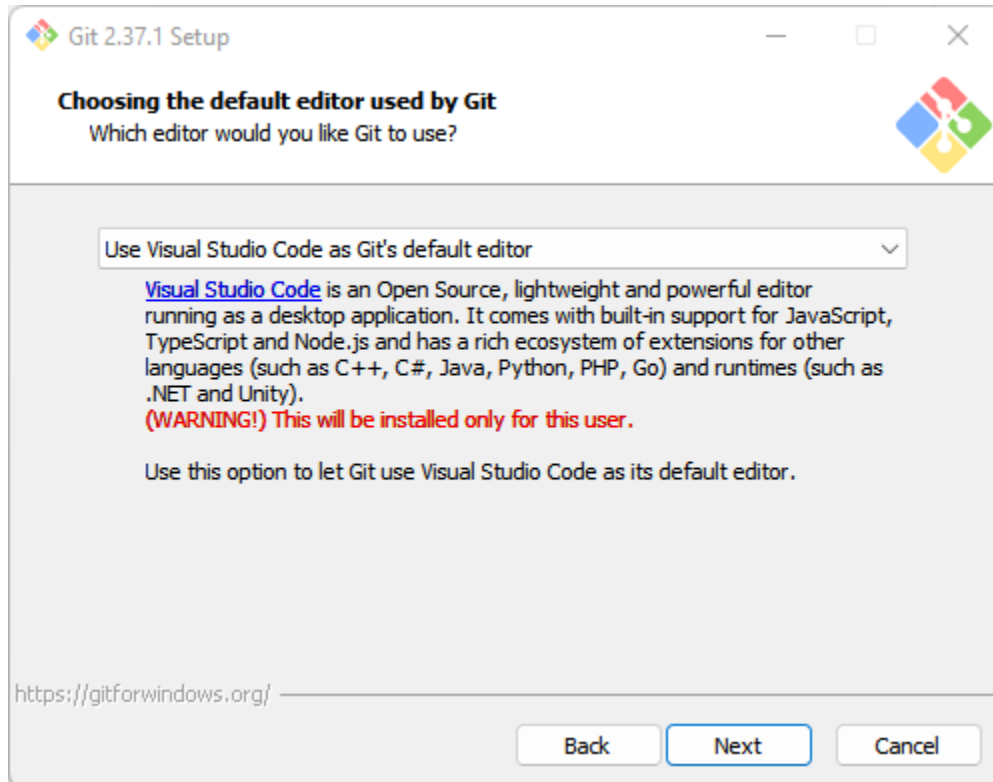 Git 2.37.1 Setup
Choosing the default editor used by Git
Which editor would you like Git to use?
Use Visual Studio Code as Git's default editor
Visual Studio Code is an Open Source, lightweight and powerful editor
running as a desktop application. It comes with built-in support for JavaScript,
TypeScript and Node.js and has a rich ecosystem of extensions for other
languages (such as C++, C#, Java, Python, PHP, Go) and runtimes (such as
.NET and Unity).
(WARNING!) This will be installed only for this user.
Use this option to let Git use Visual Studio Code as its default editor.
https://gitforwindows.org/
Back Next Cancel